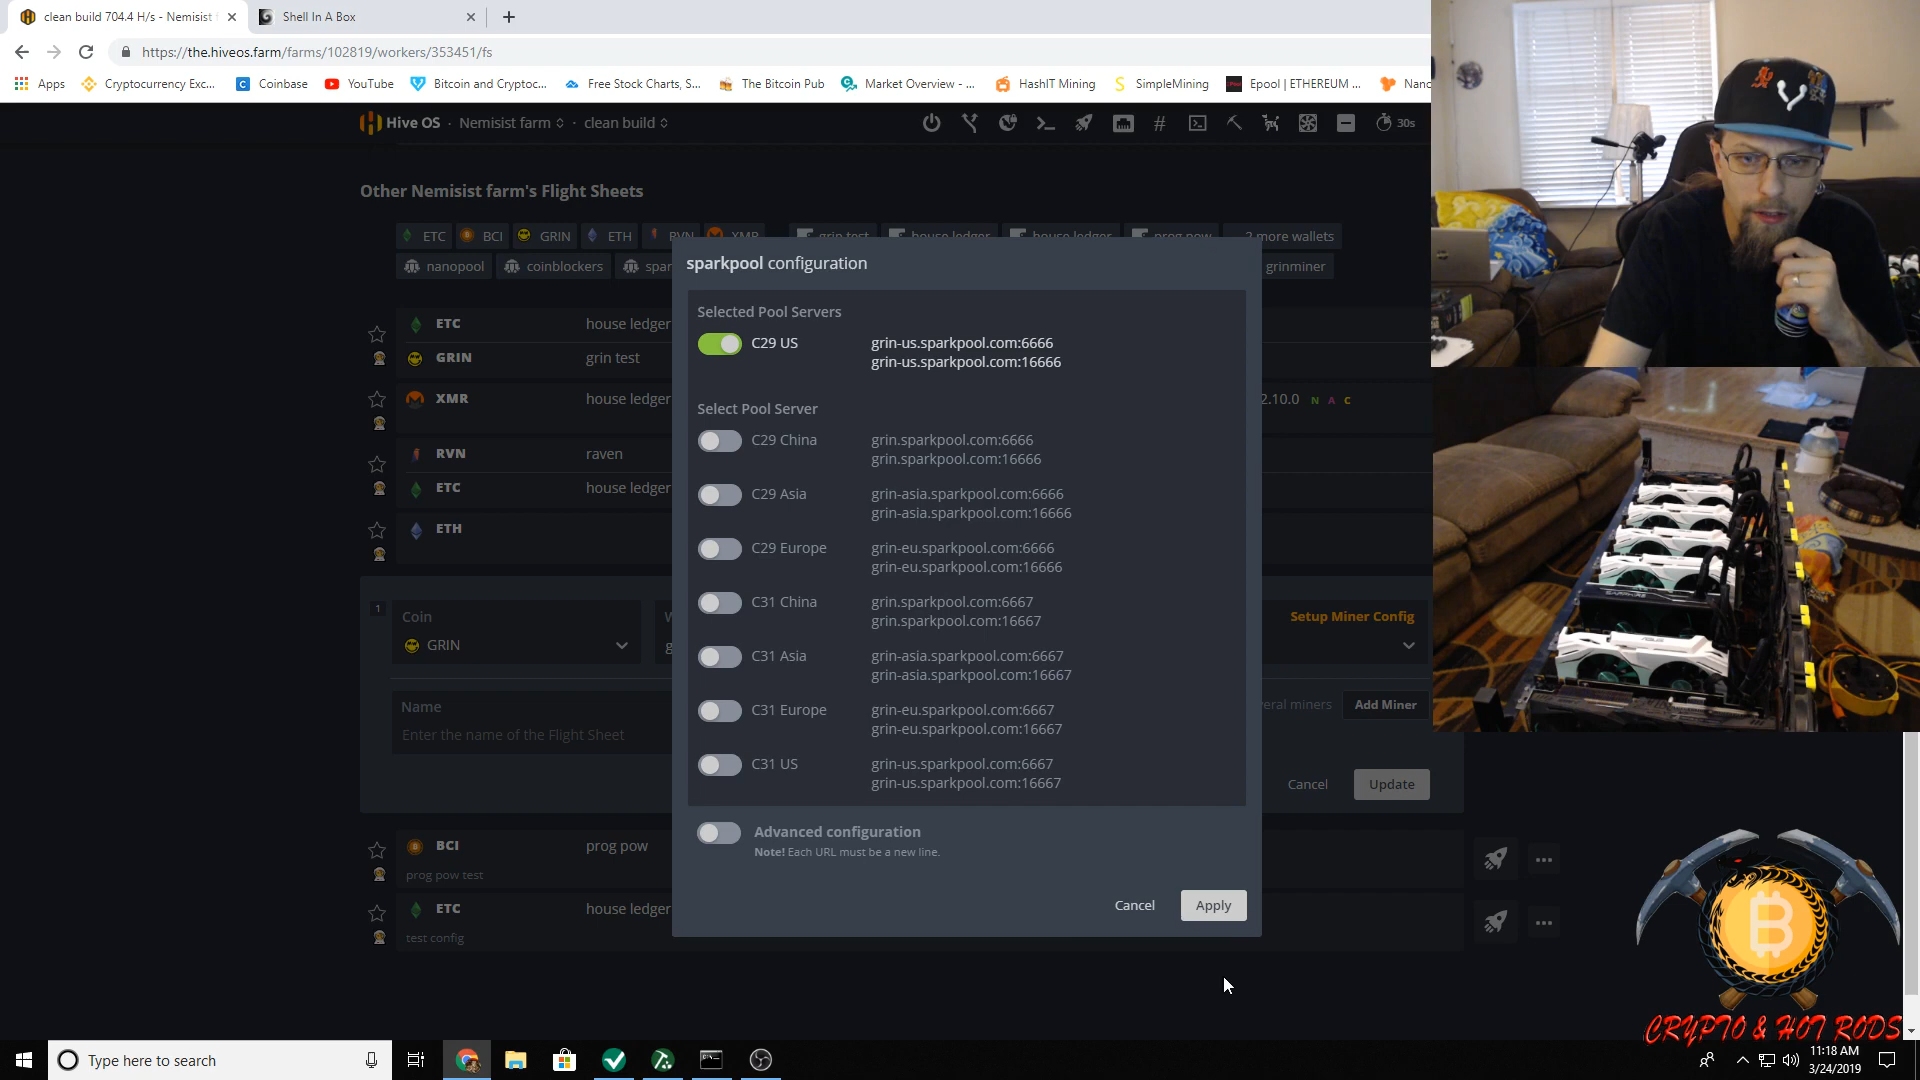 clean build 704.4 H/s - Nemisist
Shell In A Box
https://the.hiveos.farm/farms/102819/workers/353451/fs
Apps
Cryptocurrency Exc...
Coinbase
YouTube
Bitcoin and Cryptoc...
Free Stock Charts, S...
The Bitcoin Pub
Market Overview - ...
HashIT Mining
SimpleMining
Epool | ETHEREUM ...
Hive OS · Nemisist farm · clean build
30s
Other Nemisist farm's Flight Sheets
ETC
BCI
GRIN
ETH
RVN
XMR
grin test
house ledger
house ledger
prog pow
2 more wallets
nanopool
coinblockers
grinminer
sparkpool configuration
Selected Pool Servers
C29 US
grin-us.sparkpool.com:6666
grin-us.sparkpool.com:16666
Select Pool Server
C29 China
grin.sparkpool.com:6666
grin.sparkpool.com:16666
C29 Asia
grin-asia.sparkpool.com:6666
grin-asia.sparkpool.com:16666
C29 Europe
grin-eu.sparkpool.com:6666
grin-eu.sparkpool.com:16666
C31 China
grin.sparkpool.com:6667
grin.sparkpool.com:16667
C31 Asia
grin-asia.sparkpool.com:6667
grin-asia.sparkpool.com:16667
C31 Europe
grin-eu.sparkpool.com:6667
grin-eu.sparkpool.com:16667
C31 US
grin-us.sparkpool.com:6667
grin-us.sparkpool.com:16667
Advanced configuration
Note! Each URL must be a new line.
Cancel
Apply
ETC house ledger
GRIN grin test
XMR house ledger
2.10.0 N A C
RVN raven
ETC house ledger
ETH
1
Coin
GRIN
Setup Miner Config
Name
Enter the name of the Flight Sheet
miners
Add Miner
Cancel
Update
BCI prog pow
prog pow test
ETC house ledger
test config
CRYPTO & HOT RODS
Type here to search
11:18 AM
3/24/2019